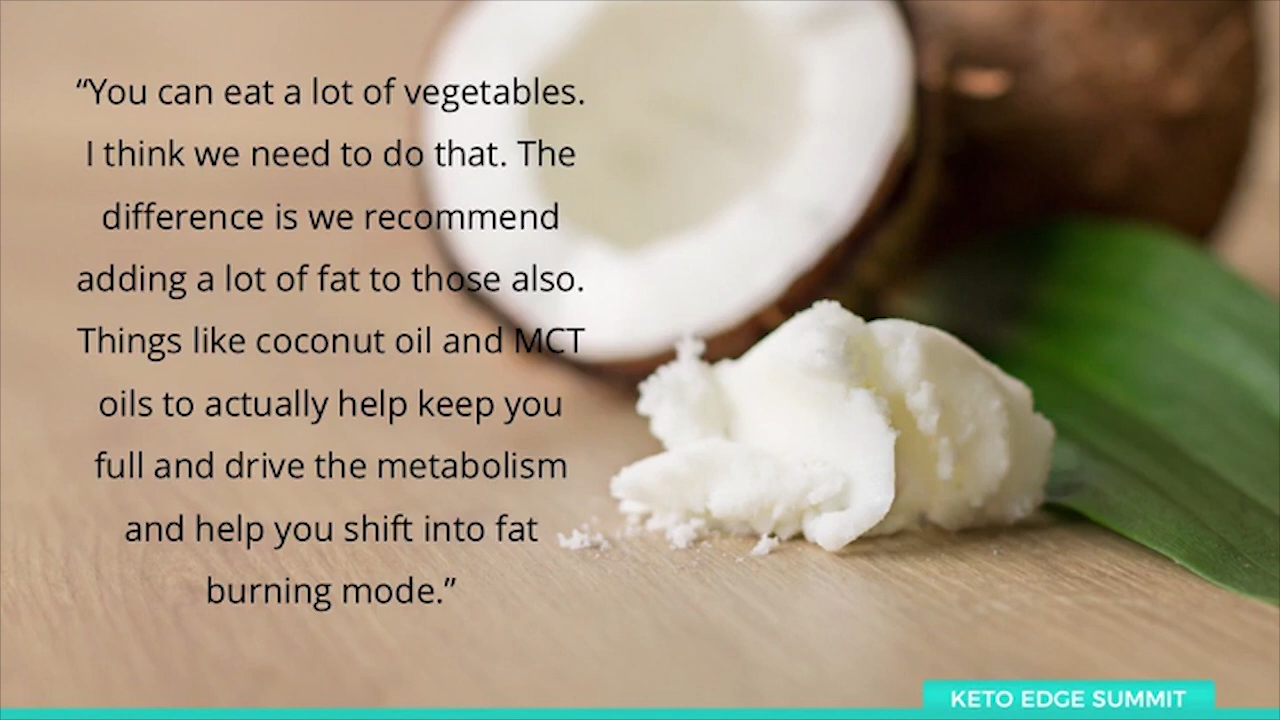 “You can eat a lot of vegetables.
I think we need to do that. The
difference is we recommend
adding a lot of fat to those also.
Things like coconut oil and MCT
oils to actually help keep you
full and drive the metabolism
and help you shift into fat
burning mode.”
KETO EDGE SUMMIT